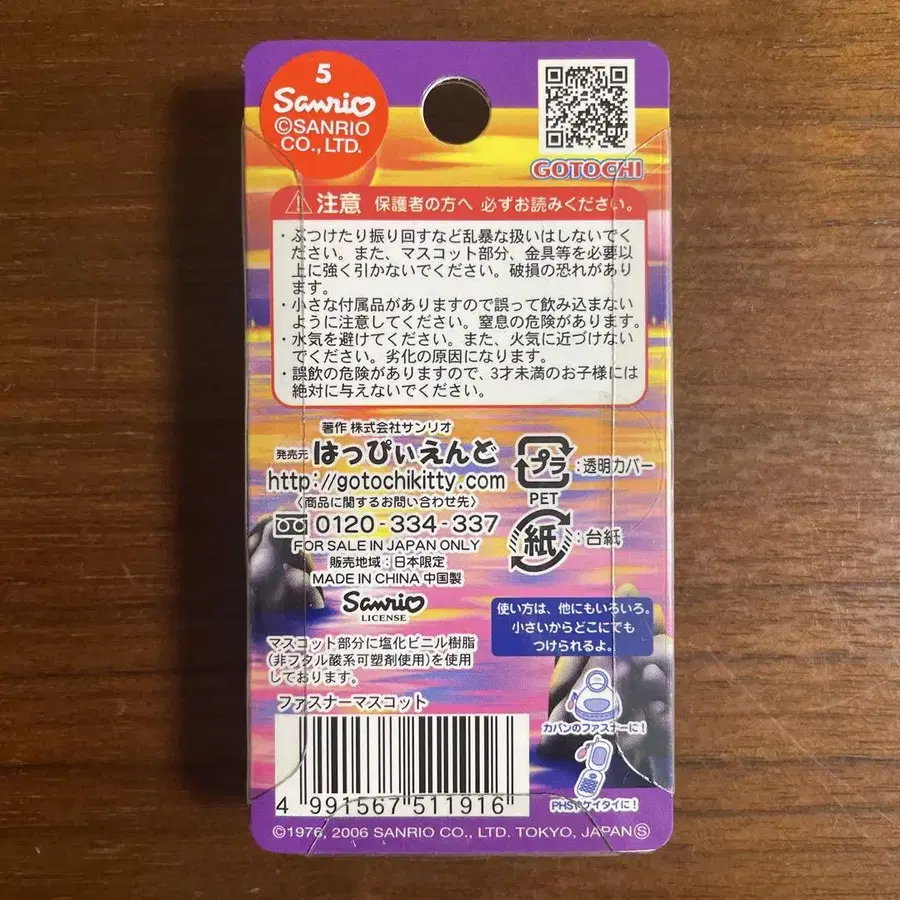 5
Sanrio
©SANRIO
CO., LTD.
GOTOCHI
注意 保護者の方へ 必ずお読みください。
・ぶつけたり振り回すなど乱暴な扱いはしないでく
ださい。また、マスコット部分、金具等を必要以
上に強く引かないでください。破損の恐れがあり
ます。
・小さな付属品がありますので誤って飲み込まない
ように注意してください。窒息の危険があります。
・水気を避けてください。また、火気に近づけない
でください。劣化の原因になります。
・誤飲の危険がありますので、3才未満のお子様には
絶対に与えないでください。
著作 株式会社サンリオ
発売元 はっぴぃえんど
http://gotochikitty.com
〈商品に関するお問い合わせ先〉
0120-334-337
FOR SALE IN JAPAN ONLY
販売地域:日本限定
MADE IN CHINA 中国製
Sanrio
LICENSE
プラ:透明カバー
PET
紙:台紙
マスコット部分に塩化ビニル樹脂
(非フタル酸系可塑剤使用)を使用
しております。
ファスナーマスコット
使い方は、他にもいろいろ。
小さいからどこにでも
つけられるよ。
カバンのファスナーに!
PHSやケイタイに!
4 991567 511916
©1976, 2006 SANRIO CO., LTD. TOKYO, JAPAN Ⓢ